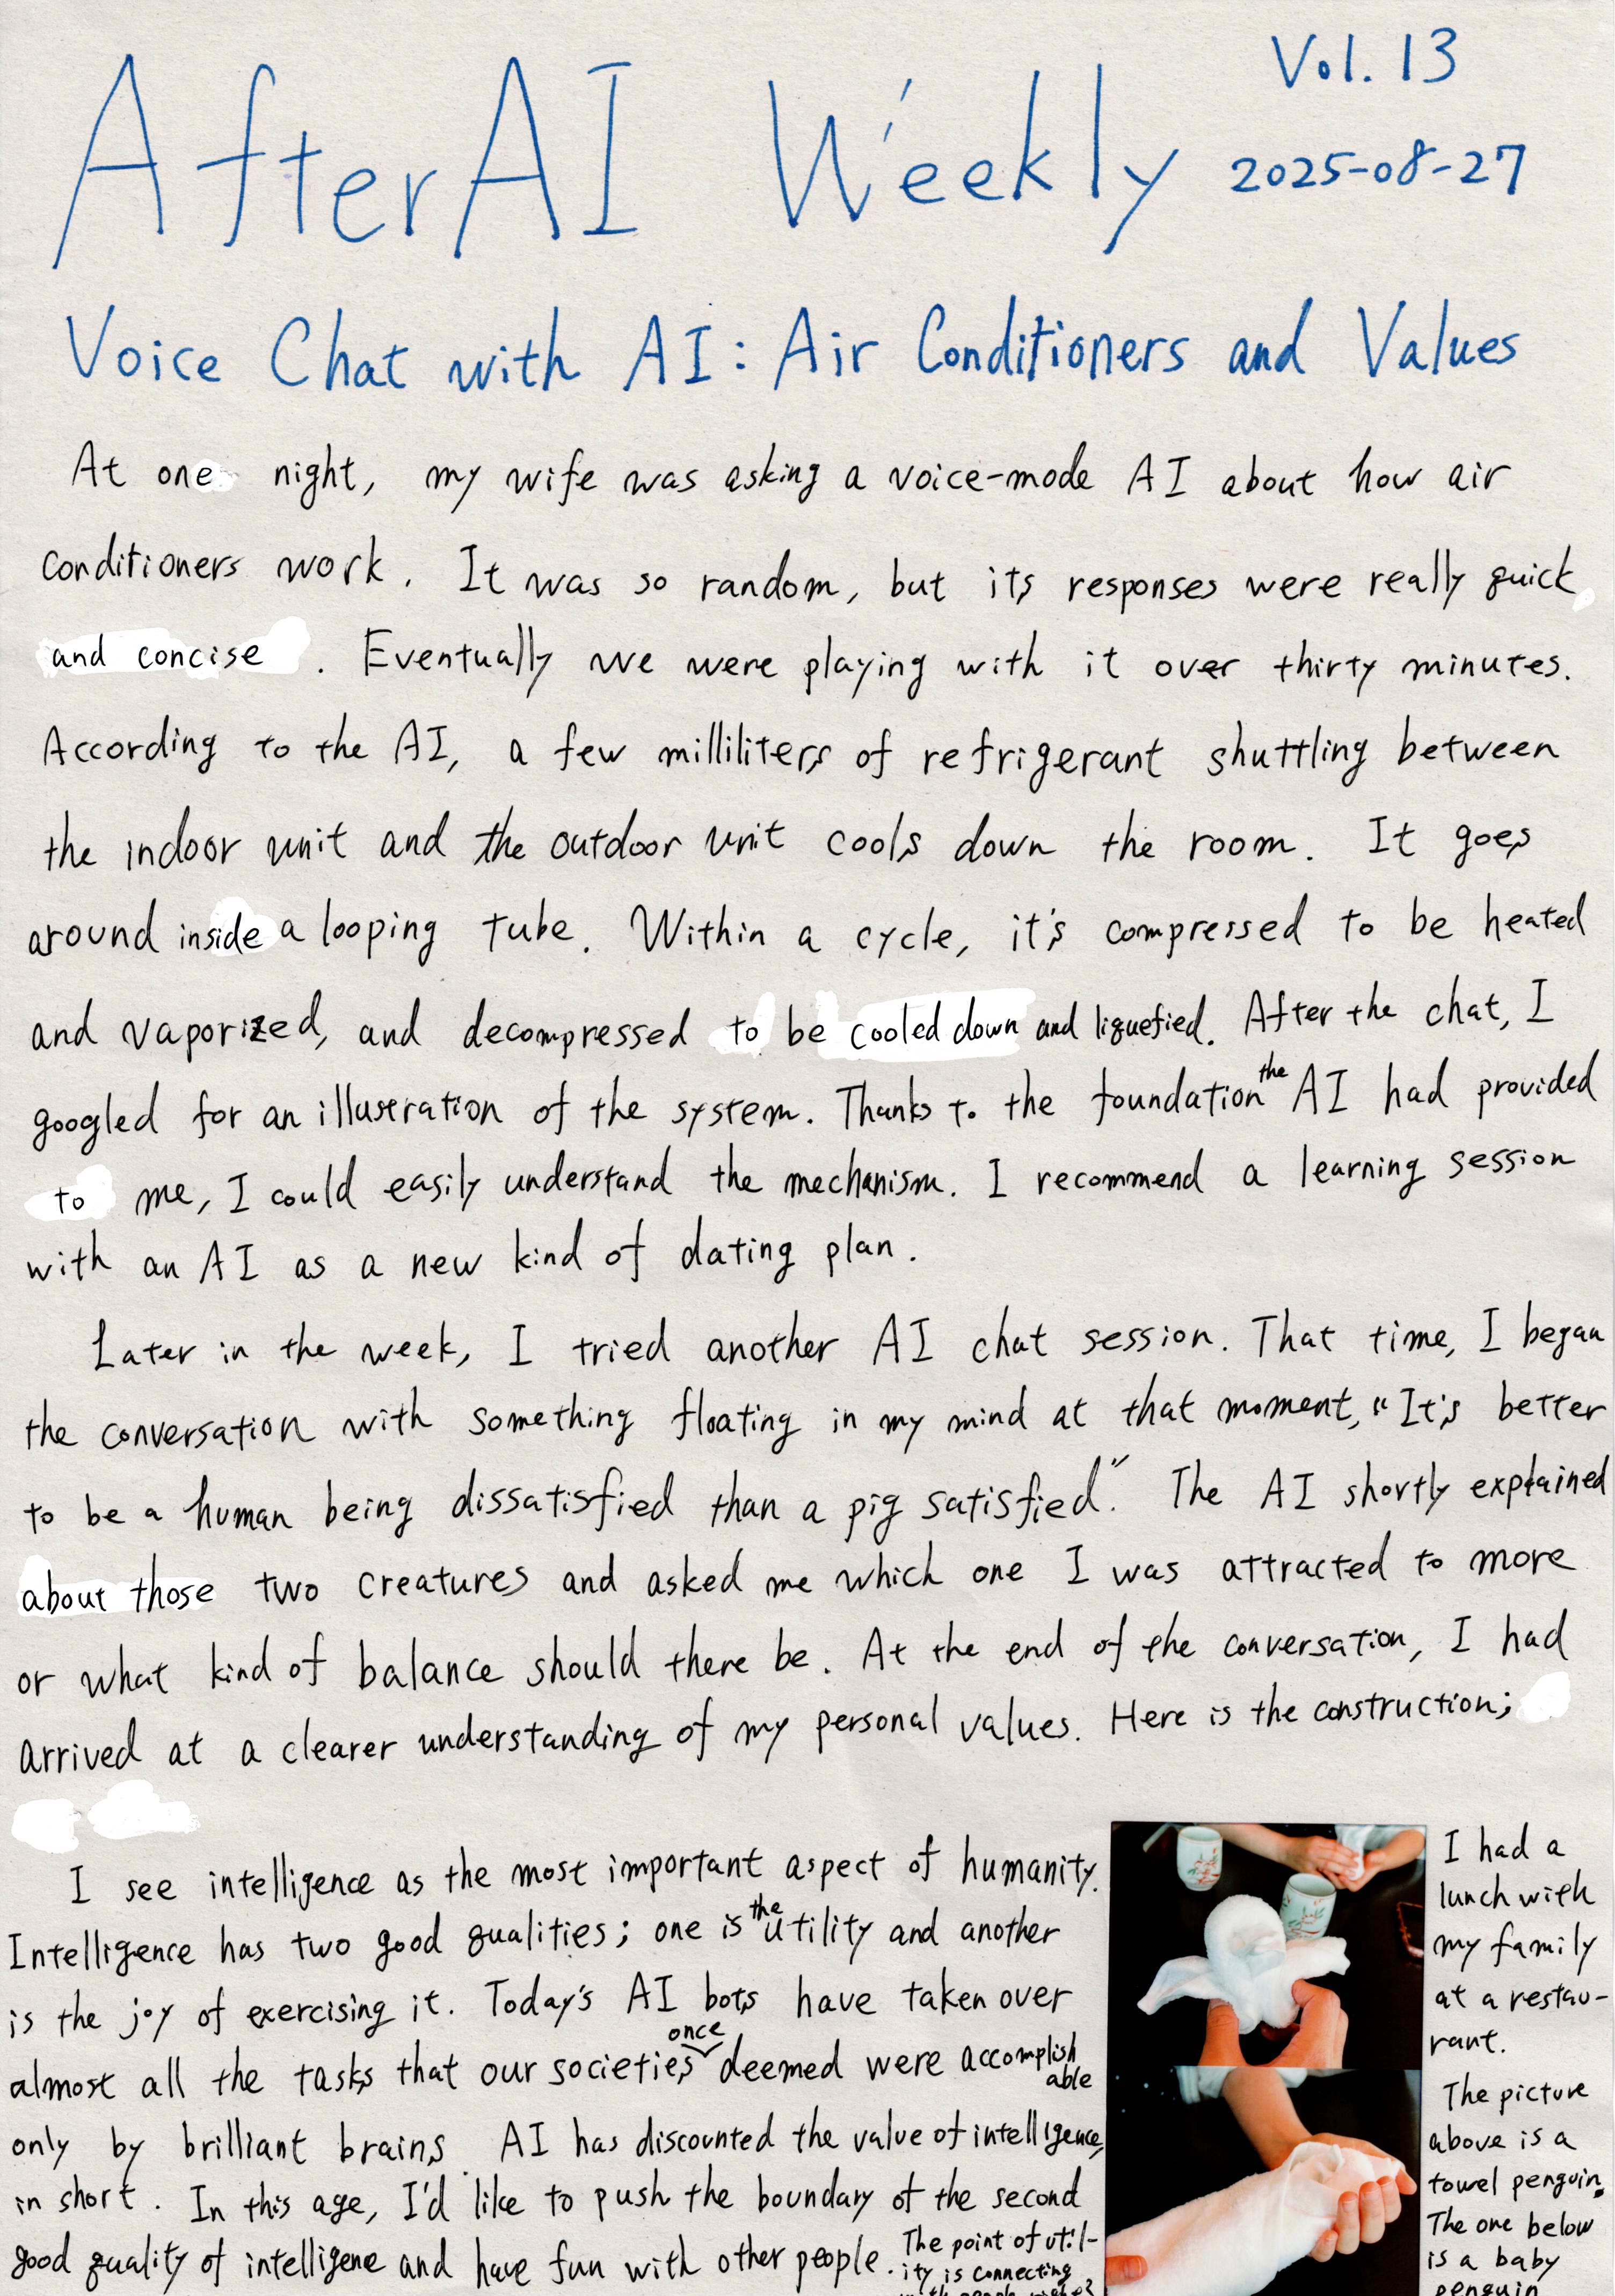 AfterAI Weekly
Vol. 13
2025-08-27
Voice Chat with AI: Air Conditioners and Values
At one night, my wife was asking a voice-mode AI about how air
conditioners work. It was so random, but its responses were really quick
and concise. Eventually we were playing with it over thirty minutes.
According to the AI, a few milliliters of refrigerant shuttling between
the indoor unit and the outdoor unit cools down the room. It goes
around inside a looping tube. Within a cycle, it's compressed to be heated
and vaporized, and decompressed to be cooled down and liquefied. After the chat, I
googled for an illustration of the system. Thanks to the foundation the AI had provided
to me, I could easily understand the mechanism. I recommend a learning session
with an AI as a new kind of dating plan.
Later in the week, I tried another AI chat session. That time, I began
the conversation with something floating in my mind at that moment, "It's better
to be a human being dissatisfied than a pig satisfied." The AI shortly explained
about those two creatures and asked me which one I was attracted to more
or what kind of balance should there be. At the end of the conversation, I had
arrived at a clearer understanding of my personal values. Here is the construction;
I see intelligence as the most important aspect of humanity.
Intelligence has two good qualities; one is the utility and another
is the joy of exercising it. Today's AI bots have taken over
almost all the tasks that our societies once deemed were accomplishable
only by brilliant brains. AI has discounted the value of intelligence,
in short. In this age, I'd like to push the boundary of the second
good quality of intelligene and have fun with other people.
The point of util-
ity is connecting
I had a
lunch with
my family
at a restau-
rant.
The picture
above is a
towel penguin.
The one below
is a baby
penguin